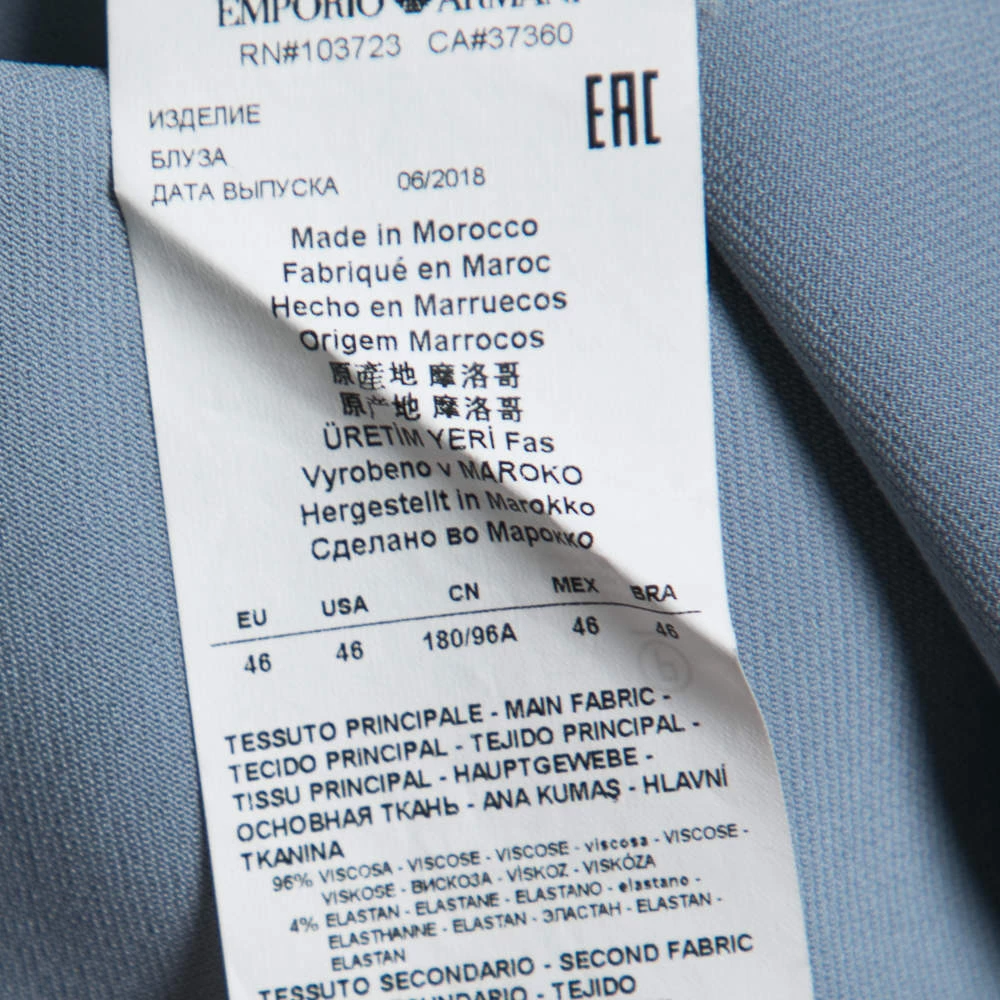 EMPORIO ARMANI
RN#103723 CA#37360
EAC
ИЗДЕЛИЕ
БЛУЗА
ДАТА ВЫПУСКА 06/2018
Made in Morocco
Fabriqué en Maroc
Hecho en Marruecos
Origem Marrocos
原產地 摩洛哥
原产地 摩洛哥
ÜRETİM YERİ Fas
Vyrobeno v MAROKO
Hergestellt in Marokko
Сделано во Марокко
EU USA CN MEX BRA
46 46 180/96A 46 46
TESSUTO PRINCIPALE - MAIN FABRIC -
TECIDO PRINCIPAL - TEJIDO PRINCIPAL -
TISSU PRINCIPAL - HAUPTGEWEBE -
ОСНОВНАЯ ТКАНЬ - ANA KUMAŞ - HLAVNÍ
TKANINA
96% VISCOSA - VISCOSE - VISCOSE - viscosa - VISCOSE -
VISKOSE - ВИСКОЗА - VİSKOZ - VISKÓZA
4% ELASTAN - ELASTANE - ELASTANO - elastano -
ELASTHANNE - ELASTAN - ЭЛАСТАН - ELASTAN -
ELASTAN
TESSUTO SECONDARIO - SECOND FABRIC
SECUNDARIO - TEJIDO